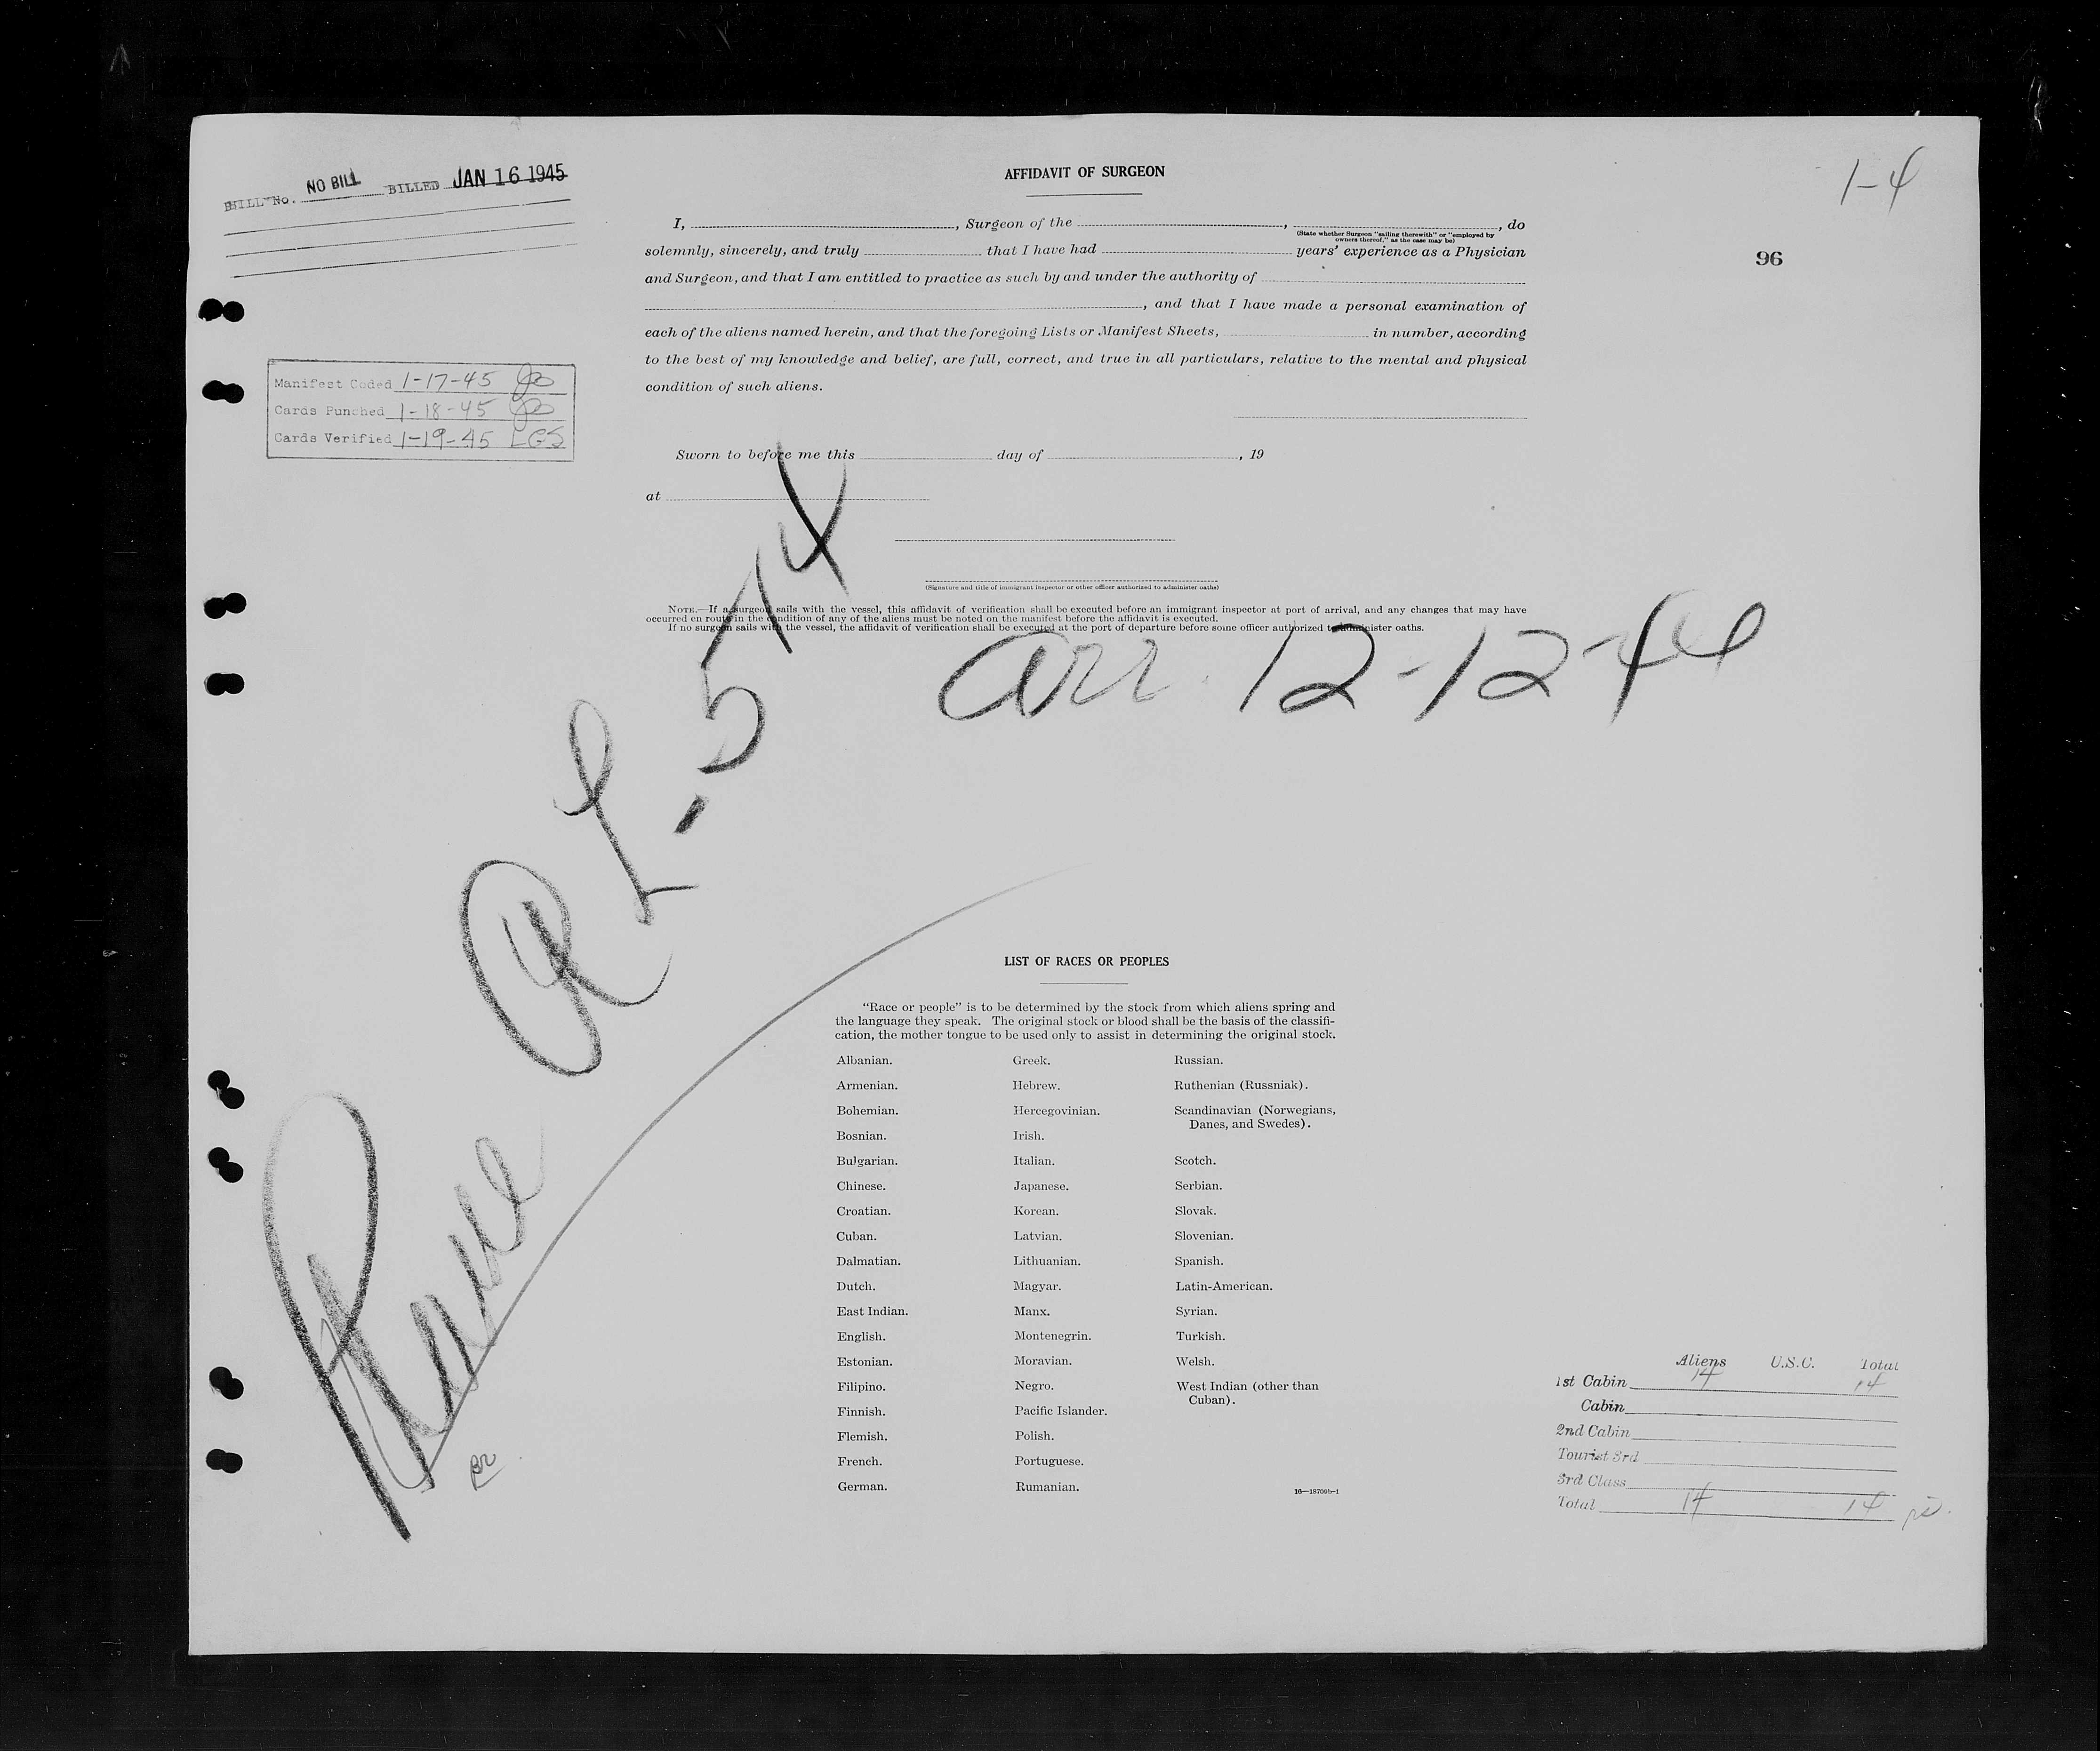 BILL No. NO BILL BILLED JAN 16 1945
1-4
96
AFFIDAVIT OF SURGEON
I, , Surgeon of the , , do
(State whether Surgeon "sailing therewith" or "employed by
owners thereof," as the case may be)
solemnly, sincerely, and truly that I have had years' experience as a Physician
and Surgeon, and that I am entitled to practice as such by and under the authority of
, and that I have made a personal examination of
each of the aliens named herein, and that the foregoing Lists or Manifest Sheets, in number, according
to the best of my knowledge and belief, are full, correct, and true in all particulars, relative to the mental and physical
condition of such aliens.
Manifest Coded 1-17-45
Cards Punched 1-18-45
Cards Verified 1-19-45 LGS
Sworn to before me this day of , 19
at
(Signature and title of immigrant inspector or other officer authorized to administer oaths)
NOTE.—If a surgeon sails with the vessel, this affidavit of verification shall be executed before an immigrant inspector at port of arrival, and any changes that may have
occurred en route in the condition of any of the aliens must be noted on the manifest before the affidavit is executed.
If no surgeon sails with the vessel, the affidavit of verification shall be executed at the port of departure before some officer authorized to administer oaths.
arr. 12-12-44
Plane AL-574
LIST OF RACES OR PEOPLES
"Race or people" is to be determined by the stock from which aliens spring and
the language they speak. The original stock or blood shall be the basis of the classifi-
cation, the mother tongue to be used only to assist in determining the original stock.
Albanian. Greek. Russian.
Armenian. Hebrew. Ruthenian (Russniak).
Bohemian. Hercegovinian. Scandinavian (Norwegians,
Danes, and Swedes).
Bosnian. Irish.
Bulgarian. Italian. Scotch.
Chinese. Japanese. Serbian.
Croatian. Korean. Slovak.
Cuban. Latvian. Slovenian.
Dalmatian. Lithuanian. Spanish.
Dutch. Magyar. Latin-American.
East Indian. Manx. Syrian.
English. Montenegrin. Turkish.
Estonian. Moravian. Welsh.
Filipino. Negro. West Indian (other than
Cuban).
Finnish. Pacific Islander.
Flemish. Polish.
French. Portuguese.
German. Rumanian.
16—18709b-1
Aliens U.S.C. Total
1st Cabin 14 14
Cabin
2nd Cabin
Tourist 3rd
3rd Class
Total 14 14